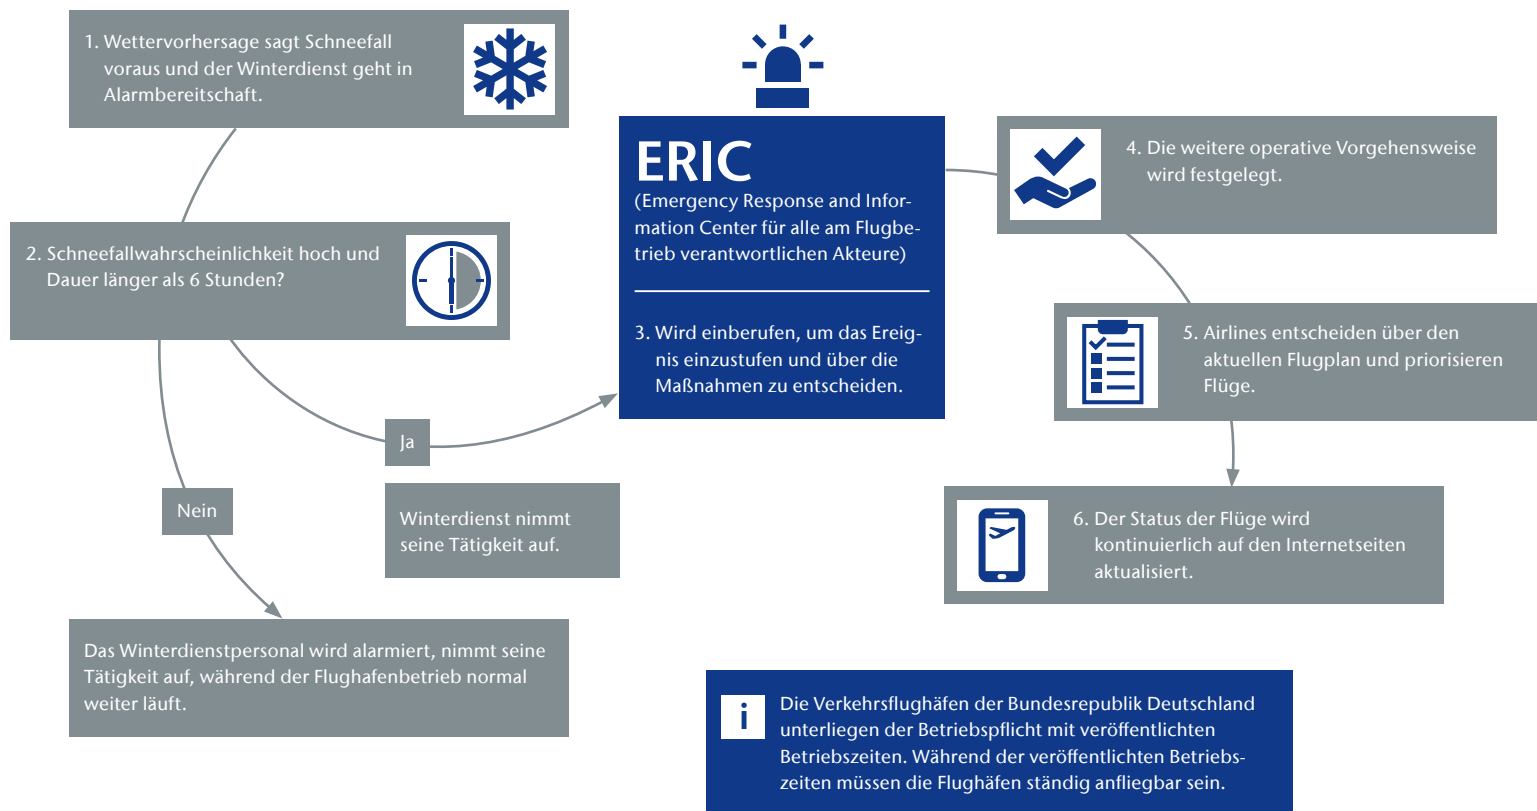 1. Wettervorhersage sagt Schneefall
voraus und der Winterdienst geht in
Alarmbereitschaft.
2. Schneefallwahrscheinlichkeit hoch und
Dauer länger als 6 Stunden?
Ja
Nein
Winterdienst nimmt
seine Tätigkeit auf.
Das Winterdienstpersonal wird alarmiert, nimmt seine
Tätigkeit auf, während der Flughafenbetrieb normal
weiter läuft.
ERIC
(Emergency Response and Infor-
mation Center für alle am Flugbe-
trieb verantwortlichen Akteure)
3. Wird einberufen, um das Ereig-
nis einzustufen und über die
Maßnahmen zu entscheiden.
4. Die weitere operative Vorgehensweise
wird festgelegt.
5. Airlines entscheiden über den
aktuellen Flugplan und priorisieren
Flüge.
6. Der Status der Flüge wird
kontinuierlich auf den Internetseiten
aktualisiert.
i
Die Verkehrsflughäfen der Bundesrepublik Deutschland
unterliegen der Betriebspflicht mit veröffentlichten
Betriebszeiten. Während der veröffentlichten Betriebs-
zeiten müssen die Flughäfen ständig anfliegbar sein.